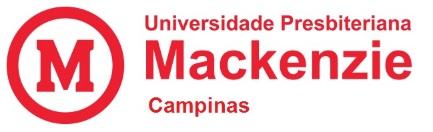 M
Universidade Presbiteriana
Mackenzie
Campinas